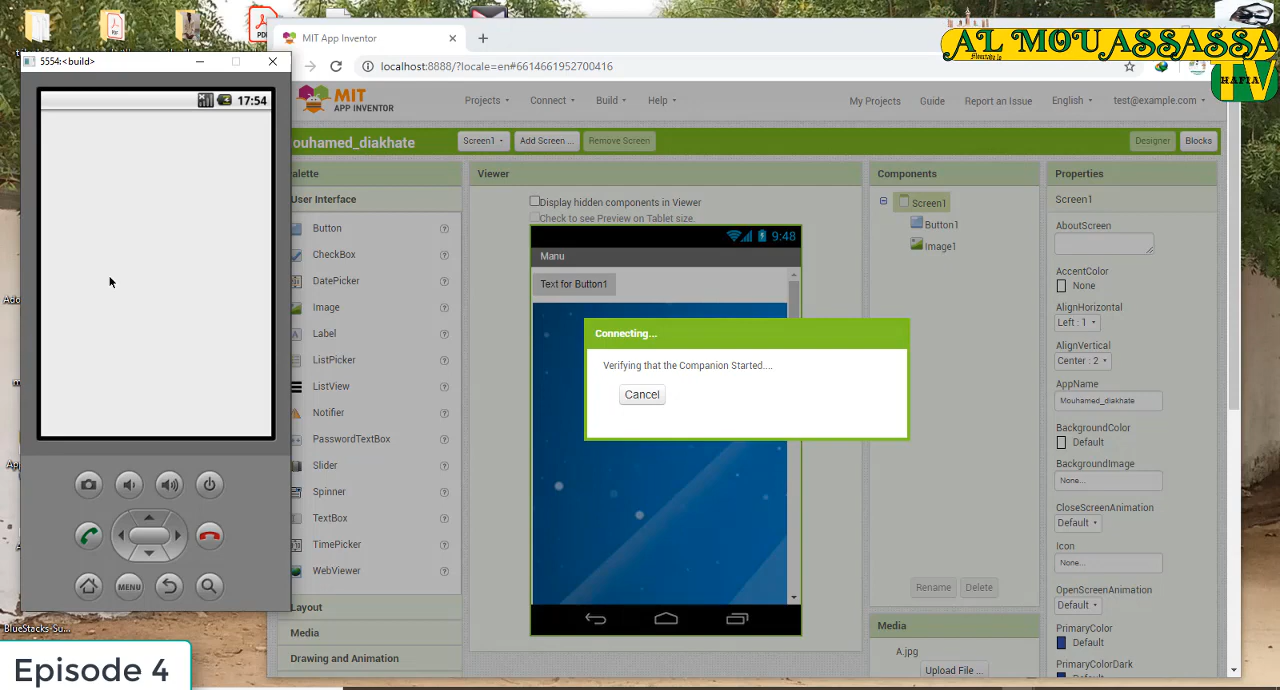 AL MOUASSASSA
HAFIA
TV
PDF
MIT App Inventor
localhost:8888/?locale=en#6614661952700416
5554:<build>
17:54
MIT
APP INVENTOR
Projects
Connect
Build
Help
My Projects
Guide
Report an Issue
English
test@example.com
ouhamed_diakhate
Screen1
Add Screen ...
Remove Screen
Designer
Blocks
alette
User Interface
Button
CheckBox
DatePicker
Image
Label
ListPicker
ListView
Notifier
PasswordTextBox
Slider
Spinner
TextBox
TimePicker
WebViewer
Layout
Media
Drawing and Animation
Viewer
Display hidden components in Viewer
Check to see Preview on Tablet size.
9:48
Manu
Text for Button1
Connecting...
Verifying that the Companion Started....
Cancel
Components
Screen1
Button1
Image1
Rename
Delete
Media
A.jpg
Upload File ...
Properties
Screen1
AboutScreen
AccentColor
None
AlignHorizontal
Left : 1
AlignVertical
Center : 2
AppName
Mouhamed_diakhate
BackgroundColor
Default
BackgroundImage
None...
CloseScreenAnimation
Default
Icon
None...
OpenScreenAnimation
Default
PrimaryColor
Default
PrimaryColorDark
MENU
BlueStacks-Su...
Episode 4